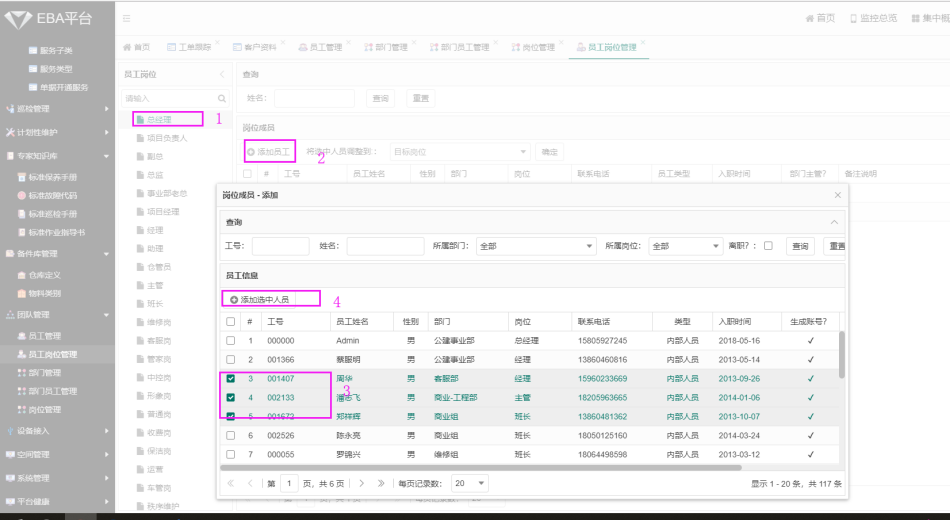 EBA平台
首页 监控总览 集中概
服务子类
服务类型
单据开通服务
巡检管理
计划性维护
专家知识库
标准保养手册
标准故障代码
标准巡检手册
标准作业指导书
备件库管理
仓库定义
物料类别
团队管理
员工管理
员工岗位管理
部门管理
部门员工管理
岗位管理
设备接入
空间管理
系统管理
平台健康
首页 工单跟踪 客户资料 员工管理 部门管理 部门员工管理 岗位管理 员工岗位管理
员工岗位
请输入
总经理 1
项目负责人
副总
总监
事业部老总
项目经理
经理
助理
仓管员
主管
班长
维修岗
客服岗
管家岗
中控岗
形象岗
普通岗
收费岗
保洁岗
运营
车管岗
秩序维护
查询
姓名: 查询 重置
岗位成员
添加员工 2 将选中人员调整到: 目标岗位 确定
# 工号 员工姓名 性别 部门 岗位 联系电话 员工类型 入职时间 部门主管? 备注说明
岗位成员 - 添加
查询
工号: 姓名: 所属部门: 全部 所属岗位: 全部 离职?: 查询 重置
员工信息
添加选中人员 4
# 工号 员工姓名 性别 部门 岗位 联系电话 类型 入职时间 生成账号?
1 000000 Admin 男 公建事业部 总经理 15805927245 内部人员 2018-05-16 ✓
2 001366 蔡服明 男 公建事业部 经理 13860460816 内部人员 2013-05-14 ✓
3 001407 周华 男 客服部 经理 15960233669 内部人员 2013-09-26 ✓
3
4 002133 潘志飞 男 商业-工程部 主管 18205963665 内部人员 2014-01-06 ✓
5 001672 郑祥辉 男 商业组 班长 13860481362 内部人员 2013-10-07 ✓
6 002526 陈永亮 男 商业组 班长 18050125160 内部人员 2014-03-24 ✓
7 000055 罗锦兴 男 维修组 班长 18064498598 内部人员 2013-03-12 ✓
第 1 页，共 6 页 每页记录数: 20 显示 1 - 20 条，共 117 条